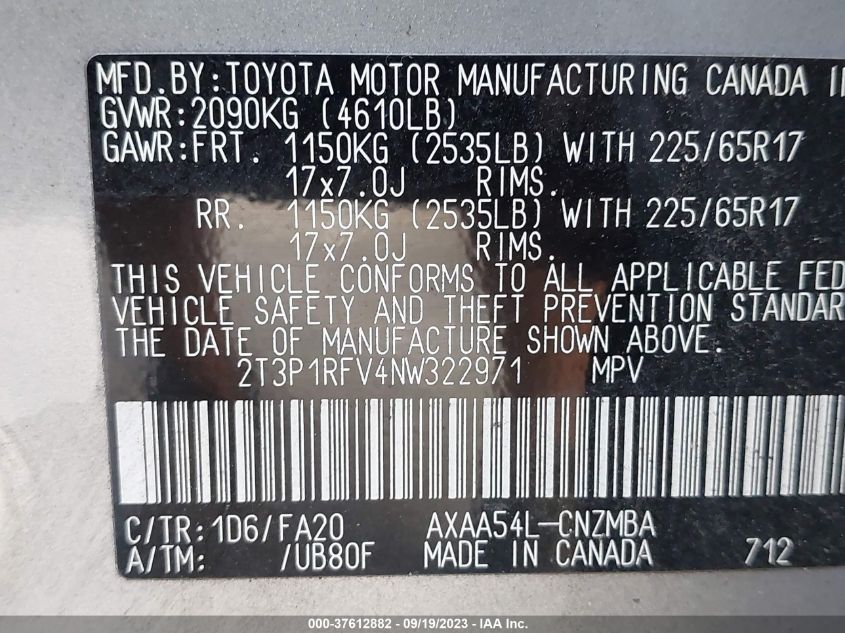 MFD.BY:TOYOTA MOTOR MANUFACTURING CANADA
GVWR:2090KG (4610LB)
GAWR:FRT. 1150KG (2535LB) WITH 225/65R17
17x7.0J RIMS.
RR. 1150KG (2535LB) WITH 225/65R17
17x7.0J RIMS.
THIS VEHICLE CONFORMS TO ALL APPLICABLE FED
VEHICLE SAFETY AND THEFT PREVENTION STANDAR
THE DATE OF MANUFACTURE SHOWN ABOVE.
2T3P1RFV4NW322971 MPV
C/TR:1D6/FA20 AXAA54L-CNZMBA
A/TM: /UB80F MADE IN CANADA 712
000-37612882 - 09/19/2023 - IAA Inc.